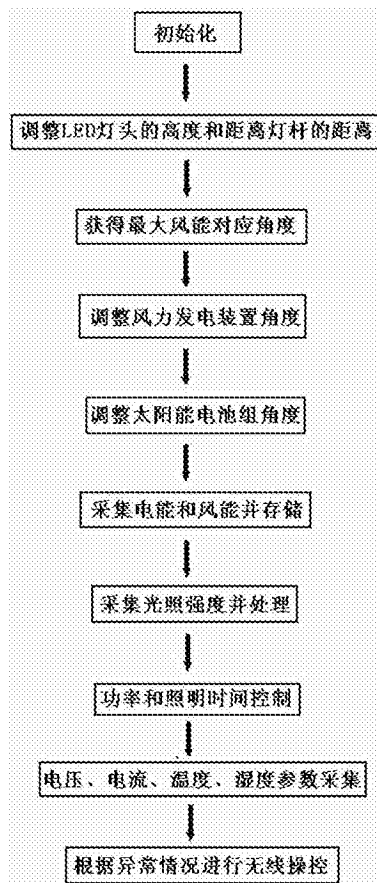 初始化
调整LED灯头的高度和距离灯杆的距离
获得最大风能对应角度
调整风力发电装置角度
调整太阳能电池组角度
采集电能和风能并存储
采集光照强度并处理
功率和照明时间控制
电压、电流、温度、湿度参数采集
根据异常情况进行无线操控